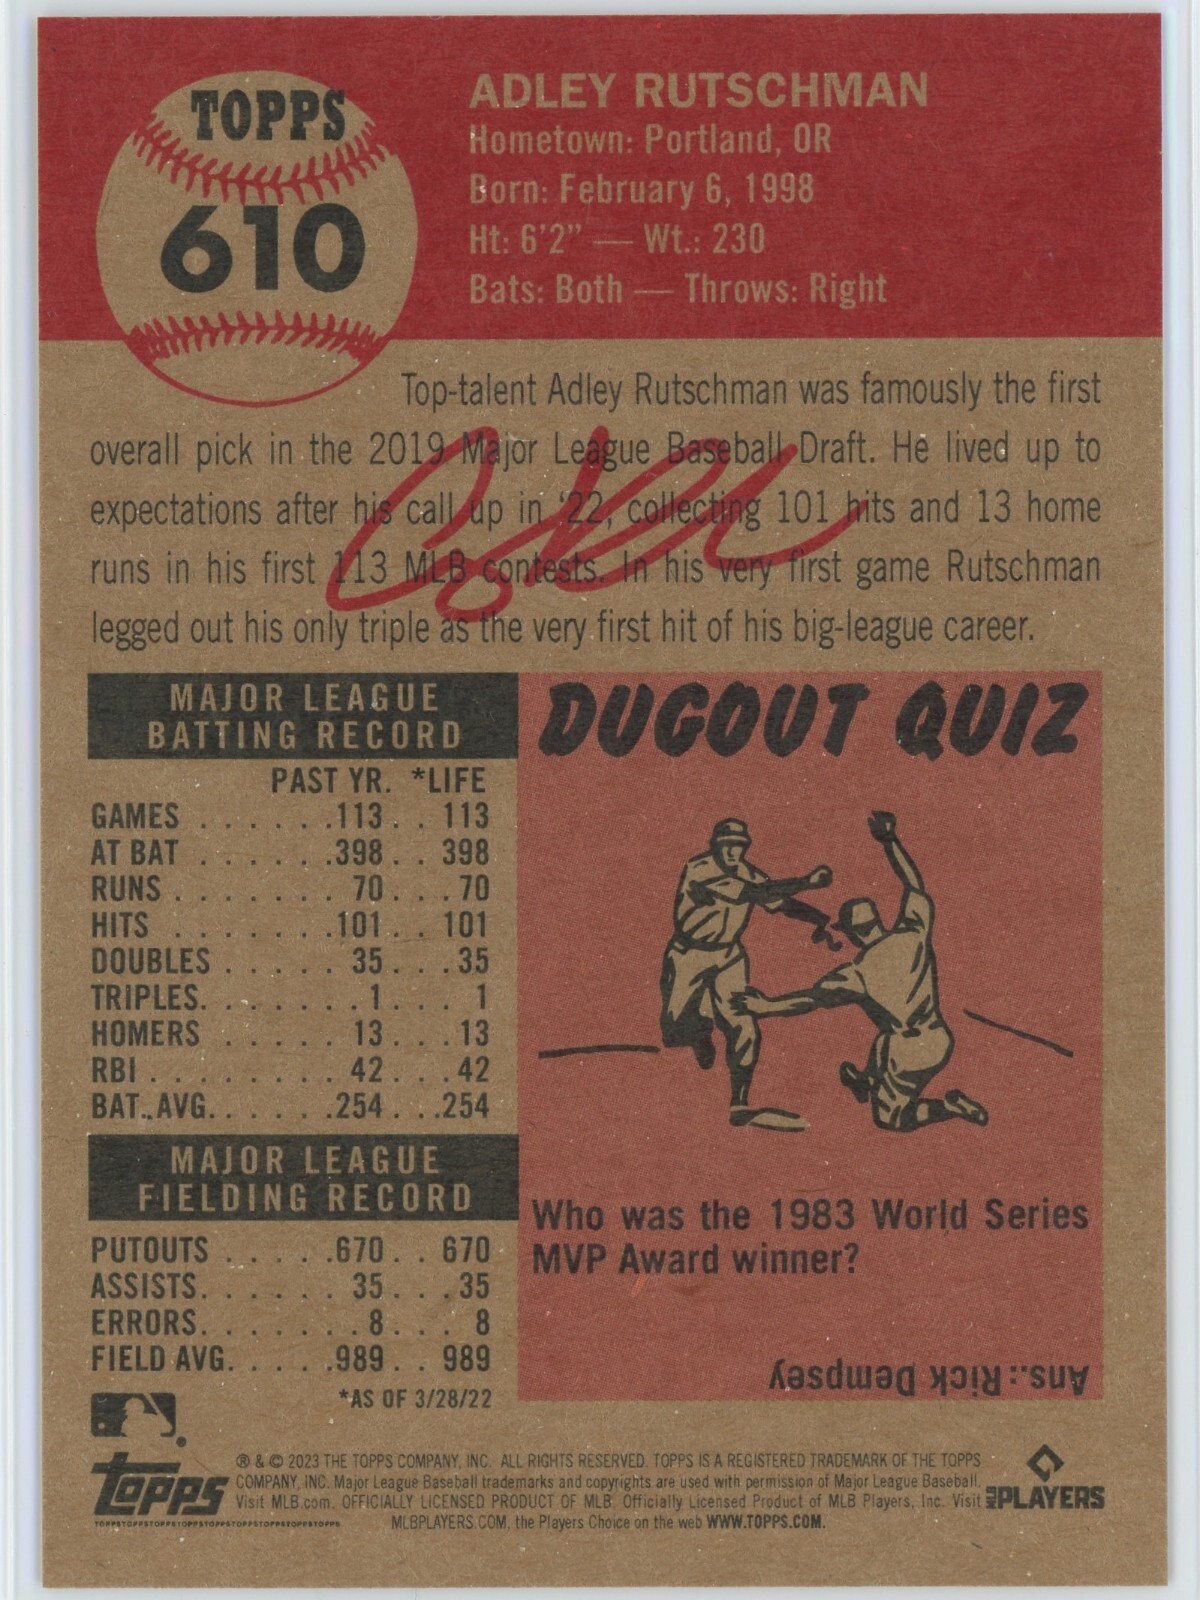 TOPPS
610
ADLEY RUTSCHMAN
Hometown: Portland, OR
Born: February 6, 1998
Ht: 6'2" — Wt.: 230
Bats: Both — Throws: Right
Top-talent Adley Rutschman was famously the first
overall pick in the 2019 Major League Baseball Draft. He lived up to
expectations after his call up in '22, collecting 101 hits and 13 home
runs in his first 113 MLB contests. In his very first game Rutschman
legged out his only triple as the very first hit of his big-league career.
MAJOR LEAGUE
BATTING RECORD
PAST YR. *LIFE
GAMES . . . . . .113. . 113
AT BAT . . . . . .398. . 398
RUNS . . . . . . . 70. . . .70
HITS . . . . . . .101. . 101
DOUBLES . . . . . 35. . . .35
TRIPLES. . . . . . . 1. . . . 1
HOMERS . . . . . 13. . . .13
RBI . . . . . . . . 42. . . .42
BAT. AVG. . . . . .254. . .254
MAJOR LEAGUE
FIELDING RECORD
PUTOUTS . . . . .670. . 670
ASSISTS. . . . . . 35. . . .35
ERRORS. . . . . . . 8. . . . 8
FIELD AVG. . . . .989. . 989
*AS OF 3/28/22
DUGOUT QUIZ
Who was the 1983 World Series
MVP Award winner?
Ans.: Rick Dempsey
TOPPS
TOPPSTOPPSTOPPSTOPPSTOPPSTOPPSTOPPSTOPPS
® & © 2023 THE TOPPS COMPANY, INC. ALL RIGHTS RESERVED. TOPPS IS A REGISTERED TRADEMARK OF THE TOPPS
COMPANY, INC. Major League Baseball trademarks and copyrights are used with permission of Major League Baseball.
Visit MLB.com. OFFICIALLY LICENSED PRODUCT OF MLB. Officially Licensed Product of MLB Players, Inc. Visit
MLBPLAYERS.COM, the Players Choice on the web WWW.TOPPS.COM.
MLB PLAYERS